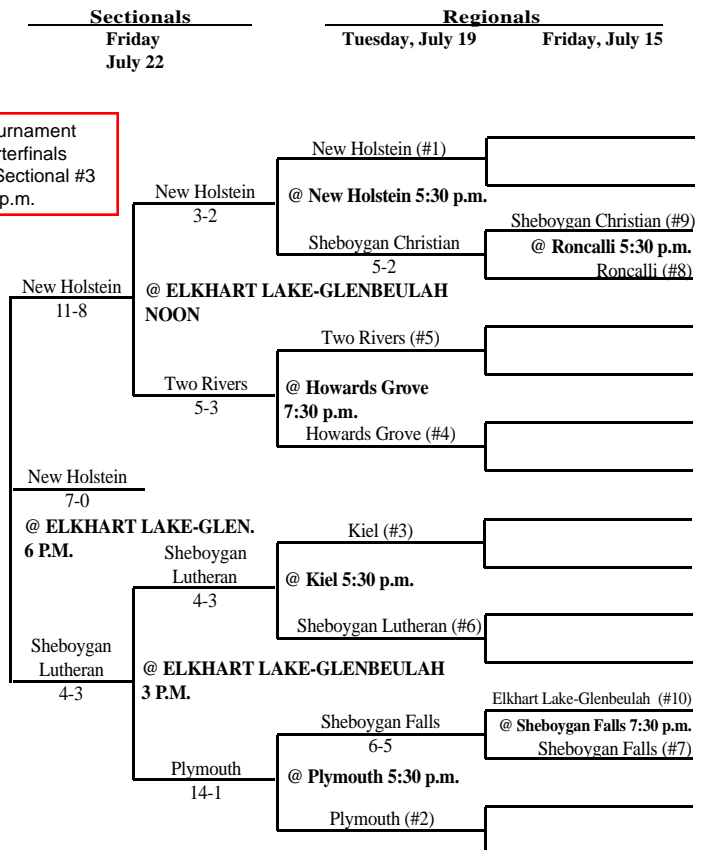 Sectionals
Regionals
Friday
July 22
Tuesday, July 19
Friday, July 15
urnament
rterfinals
Sectional #3
p.m.
New Holstein (#1)
New Holstein
3-2
@ New Holstein 5:30 p.m.
Sheboygan Christian (#9)
Sheboygan Christian
5-2
@ Roncalli 5:30 p.m.
Roncalli (#8)
New Holstein
11-8
@ ELKHART LAKE-GLENBEULAH
NOON
Two Rivers (#5)
Two Rivers
5-3
@ Howards Grove
7:30 p.m.
Howards Grove (#4)
New Holstein
7-0
@ ELKHART LAKE-GLEN.
6 P.M.
Kiel (#3)
Sheboygan
Lutheran
4-3
@ Kiel 5:30 p.m.
Sheboygan Lutheran (#6)
Sheboygan
Lutheran
4-3
@ ELKHART LAKE-GLENBEULAH
3 P.M.
Elkhart Lake-Glenbeulah (#10)
Sheboygan Falls
6-5
@ Sheboygan Falls 7:30 p.m.
Sheboygan Falls (#7)
Plymouth
14-1
@ Plymouth 5:30 p.m.
Plymouth (#2)